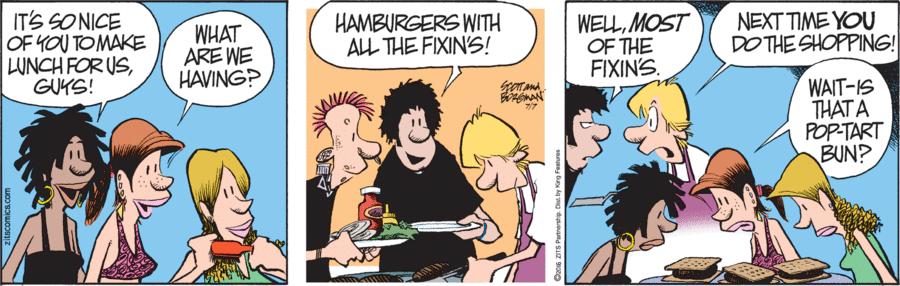 IT'S SO NICE
OF YOU TO MAKE
LUNCH FOR US,
GUYS!
WHAT
ARE WE
HAVING?
zitscomics.com
HAMBURGERS WITH
ALL THE FIXIN'S!
SCOTT AND
BORGMAN
7/7
WELL, MOST
OF THE
FIXIN'S.
NEXT TIME YOU
DO THE SHOPPING!
WAIT-IS
THAT A
POP-TART
BUN?
©2016 ZITS Partnership. Dist. by King Features